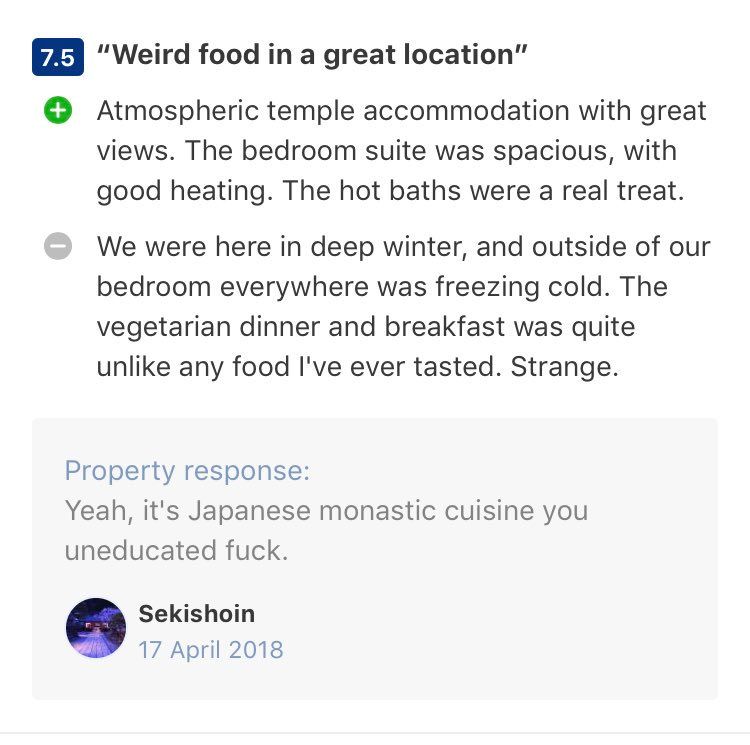 7.5 “Weird food in a great location”
Atmospheric temple accommodation with great
views. The bedroom suite was spacious, with
good heating. The hot baths were a real treat.
We were here in deep winter, and outside of our
bedroom everywhere was freezing cold. The
vegetarian dinner and breakfast was quite
unlike any food I've ever tasted. Strange.
Property response:
Yeah, it's Japanese monastic cuisine you
uneducated fuck.
Sekishoin
17 April 2018